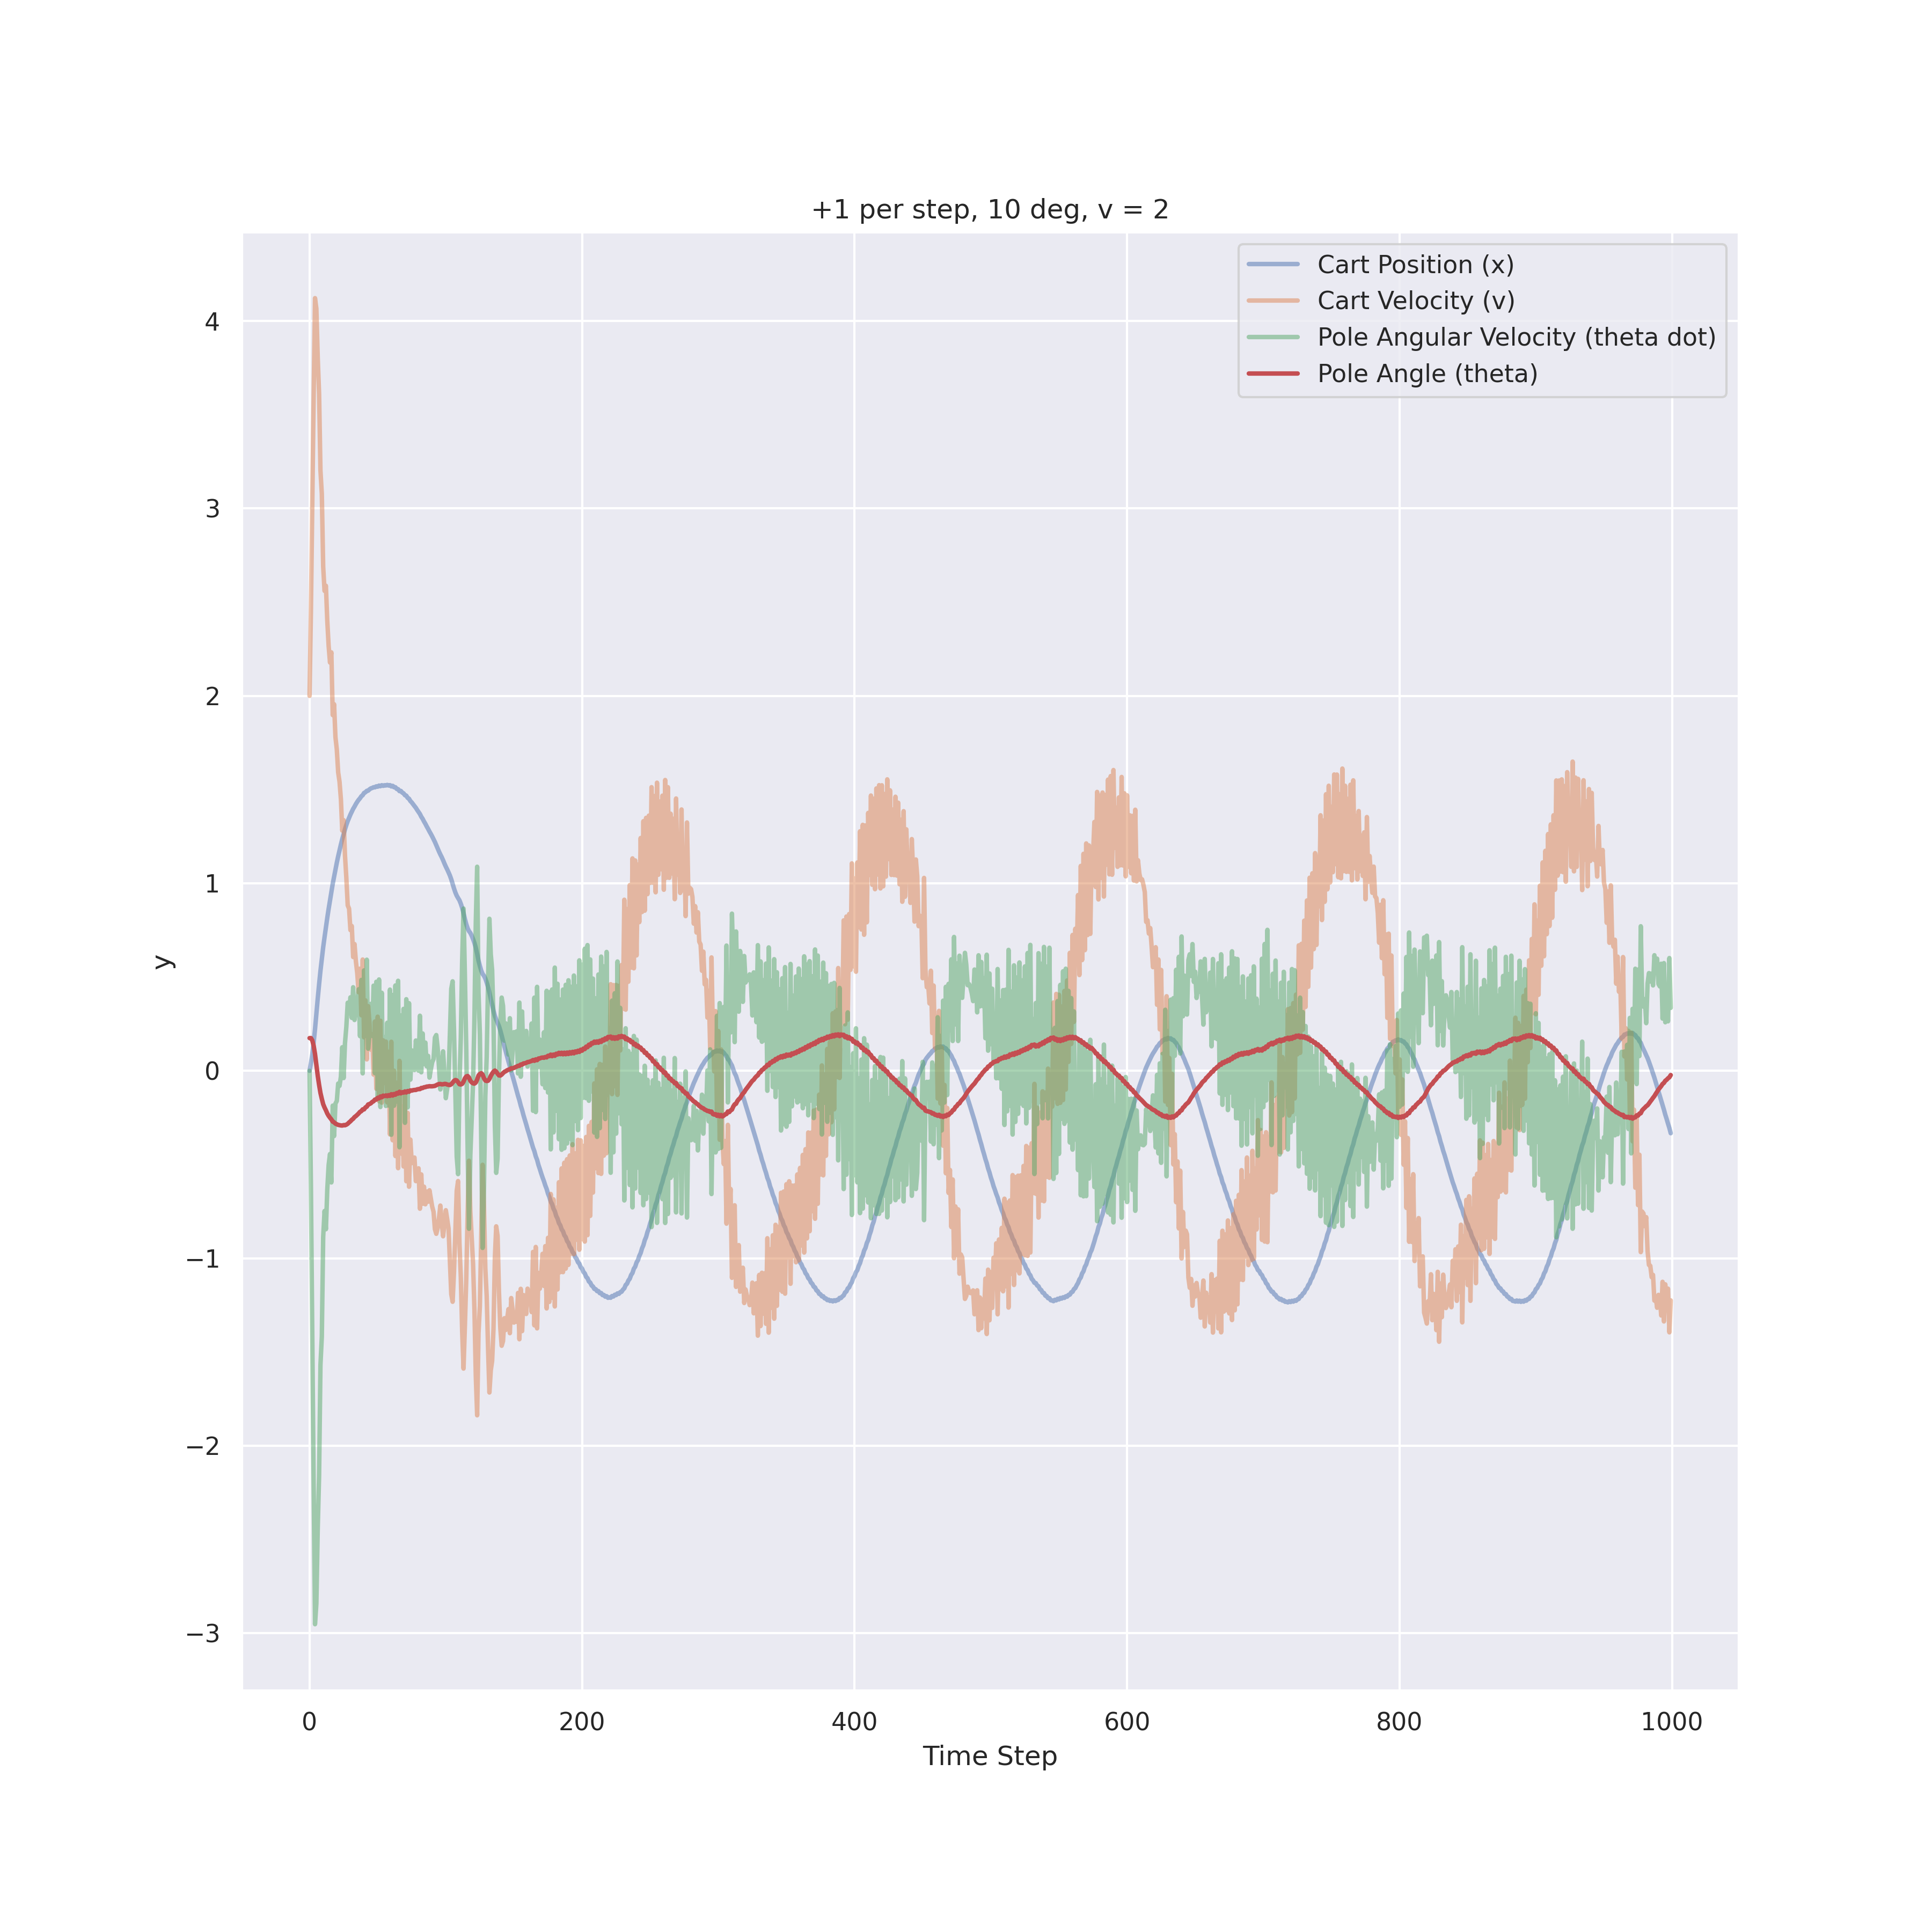 +1 per step, 10 deg, v = 2
Cart Position (x)
Cart Velocity (v)
Pole Angular Velocity (theta dot)
Pole Angle (theta)
4
3
2
1
0
−1
−2
−3
y
0 200 400 600 800 1000
Time Step